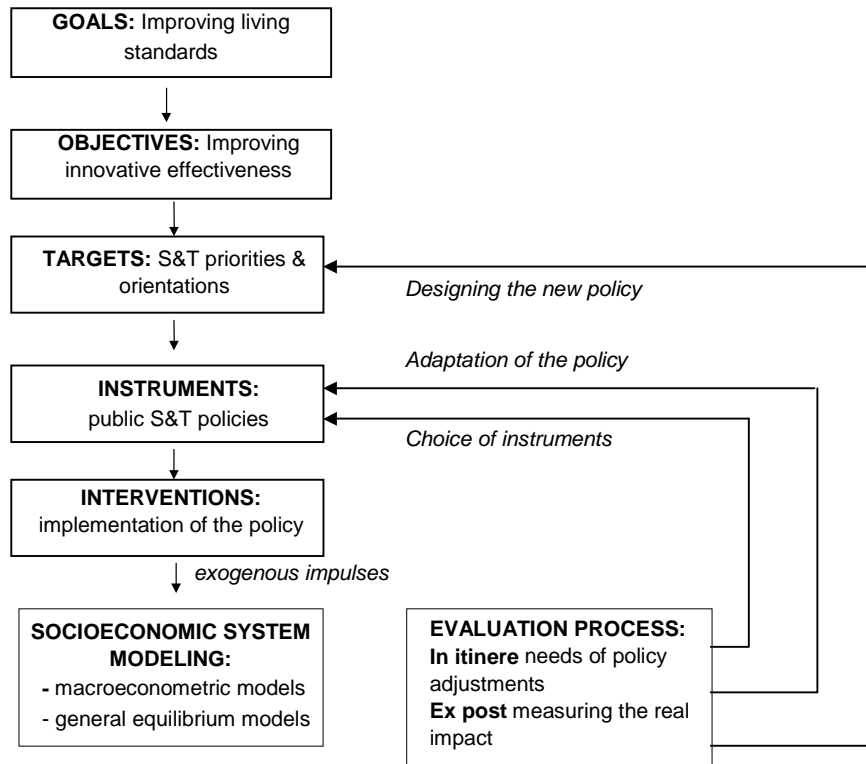 GOALS: Improving living
standards
OBJECTIVES: Improving
innovative effectiveness
TARGETS: S&T priorities &
orientations
Designing the new policy
Adaptation of the policy
INSTRUMENTS:
public S&T policies
Choice of instruments
INTERVENTIONS:
implementation of the policy
exogenous impulses
SOCIOECONOMIC SYSTEM
MODELING:
- macroeconometric models
- general equilibrium models
EVALUATION PROCESS:
In itinere needs of policy
adjustments
Ex post measuring the real
impact